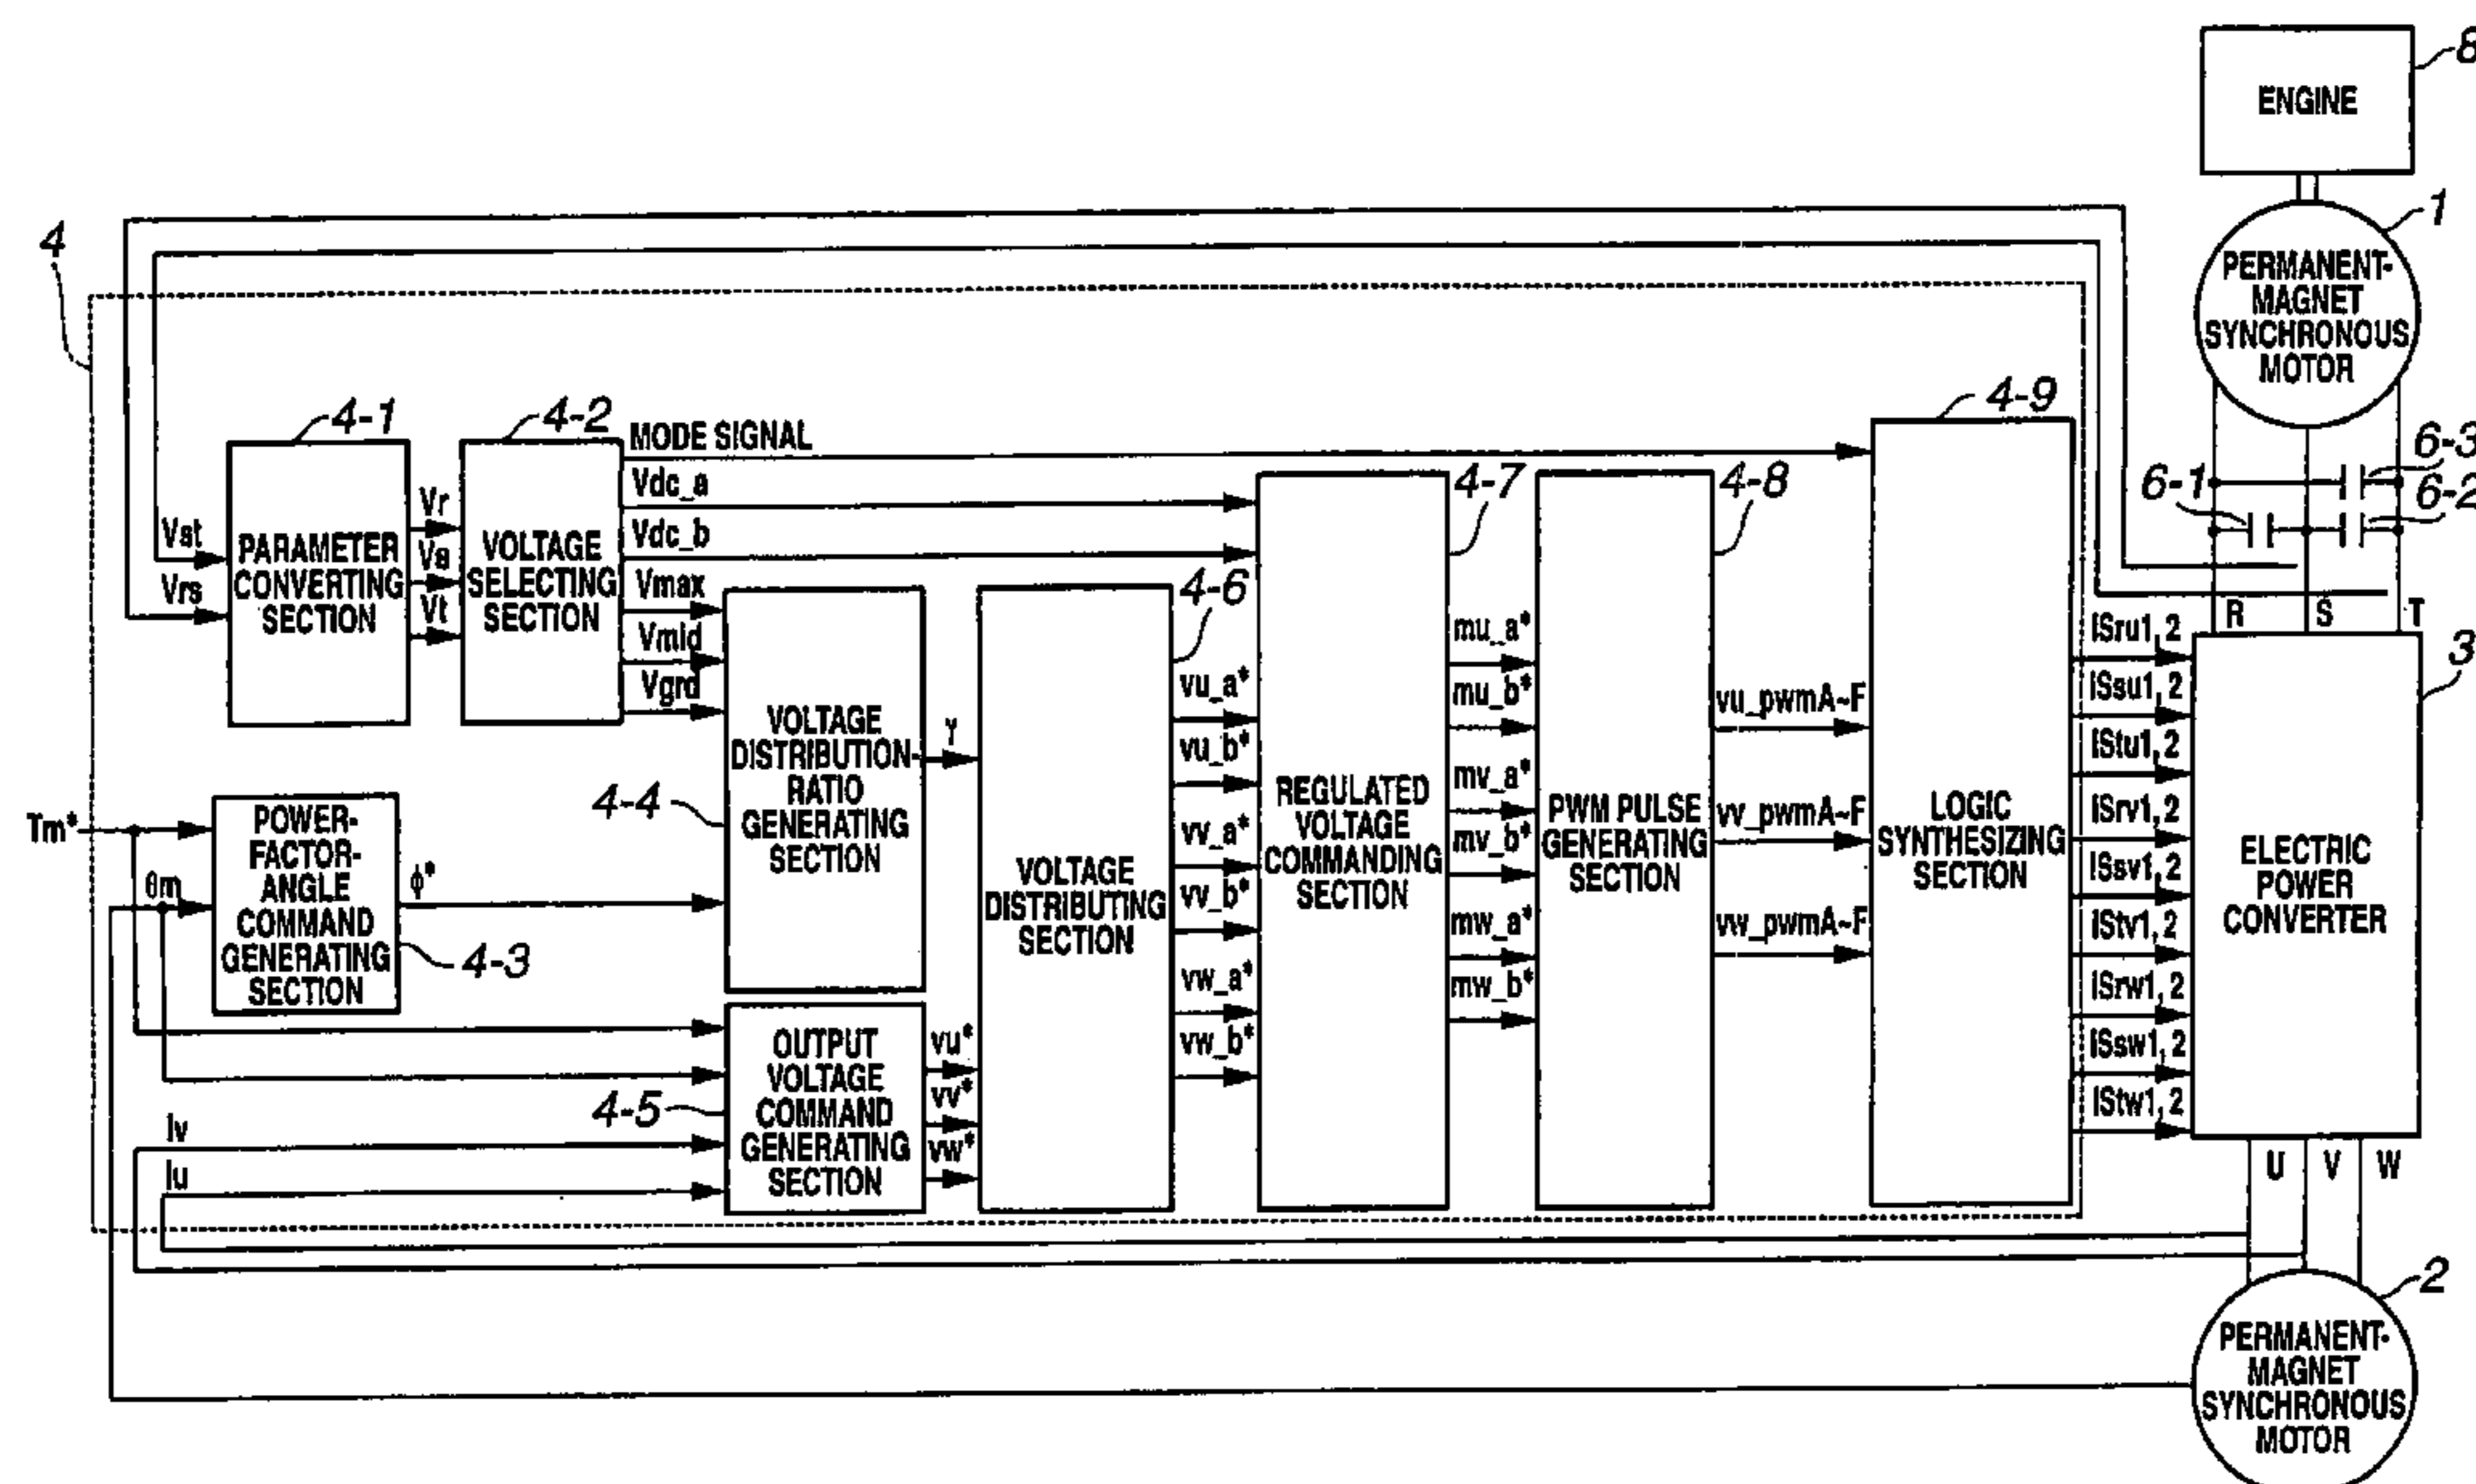 8
ENGINE
1
PERMANENT-
MAGNET
SYNCHRONOUS
MOTOR
4
4-1
4-2
4-9
MODE SIGNAL
6-3
6-1
6-2
4-7
4-8
Vdc_a
Vdc_b
Vst
Vrs
PARAMETER
CONVERTING
SECTION
Vr
Vs
Vt
VOLTAGE
SELECTING
SECTION
Vmax
Vmid
Vgrd
4-6
R
S
T
3
Tm*
θm
POWER-
FACTOR-
ANGLE
COMMAND
GENERATING
SECTION
ϕ*
4-3
4-4
VOLTAGE
DISTRIBUTION-
RATIO
GENERATING
SECTION
γ
VOLTAGE
DISTRIBUTING
SECTION
vu_a*
vu_b*
vv_a*
vv_b*
vw_a*
vw_b*
REGULATED
VOLTAGE
COMMANDING
SECTION
mu_a*
mu_b*
mv_a*
mv_b*
mw_a*
mw_b*
PWM PULSE
GENERATING
SECTION
vu_pwmA~F
vv_pwmA~F
vw_pwmA~F
LOGIC
SYNTHESIZING
SECTION
ISru1, 2
ISsu1, 2
IStu1, 2
ISrv1, 2
ISsv1, 2
IStv1, 2
ISrw1, 2
ISsw1, 2
IStw1, 2
ELECTRIC
POWER
CONVERTER
Iv
Iu
4-5
OUTPUT
VOLTAGE
COMMAND
GENERATING
SECTION
vu*
vv*
vw*
U
V
W
2
PERMANENT-
MAGNET
SYNCHRONOUS
MOTOR